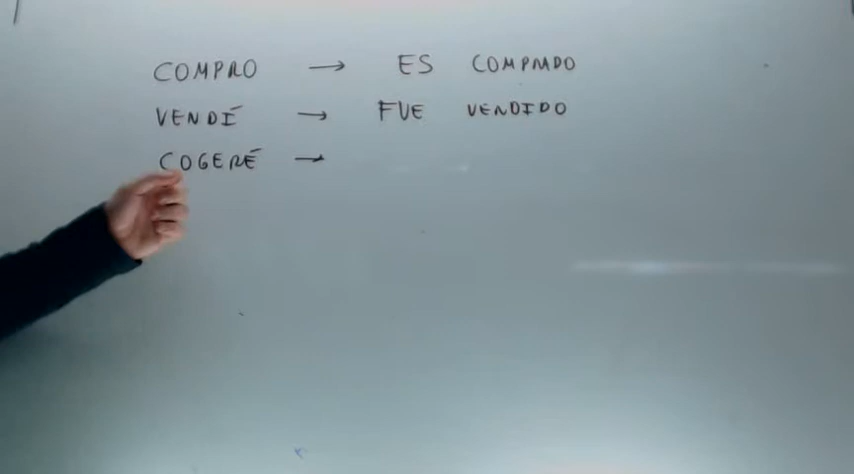 COMPRO → ES COMPRADO
VENDÍ → FUE VENDIDO
COGERÉ →